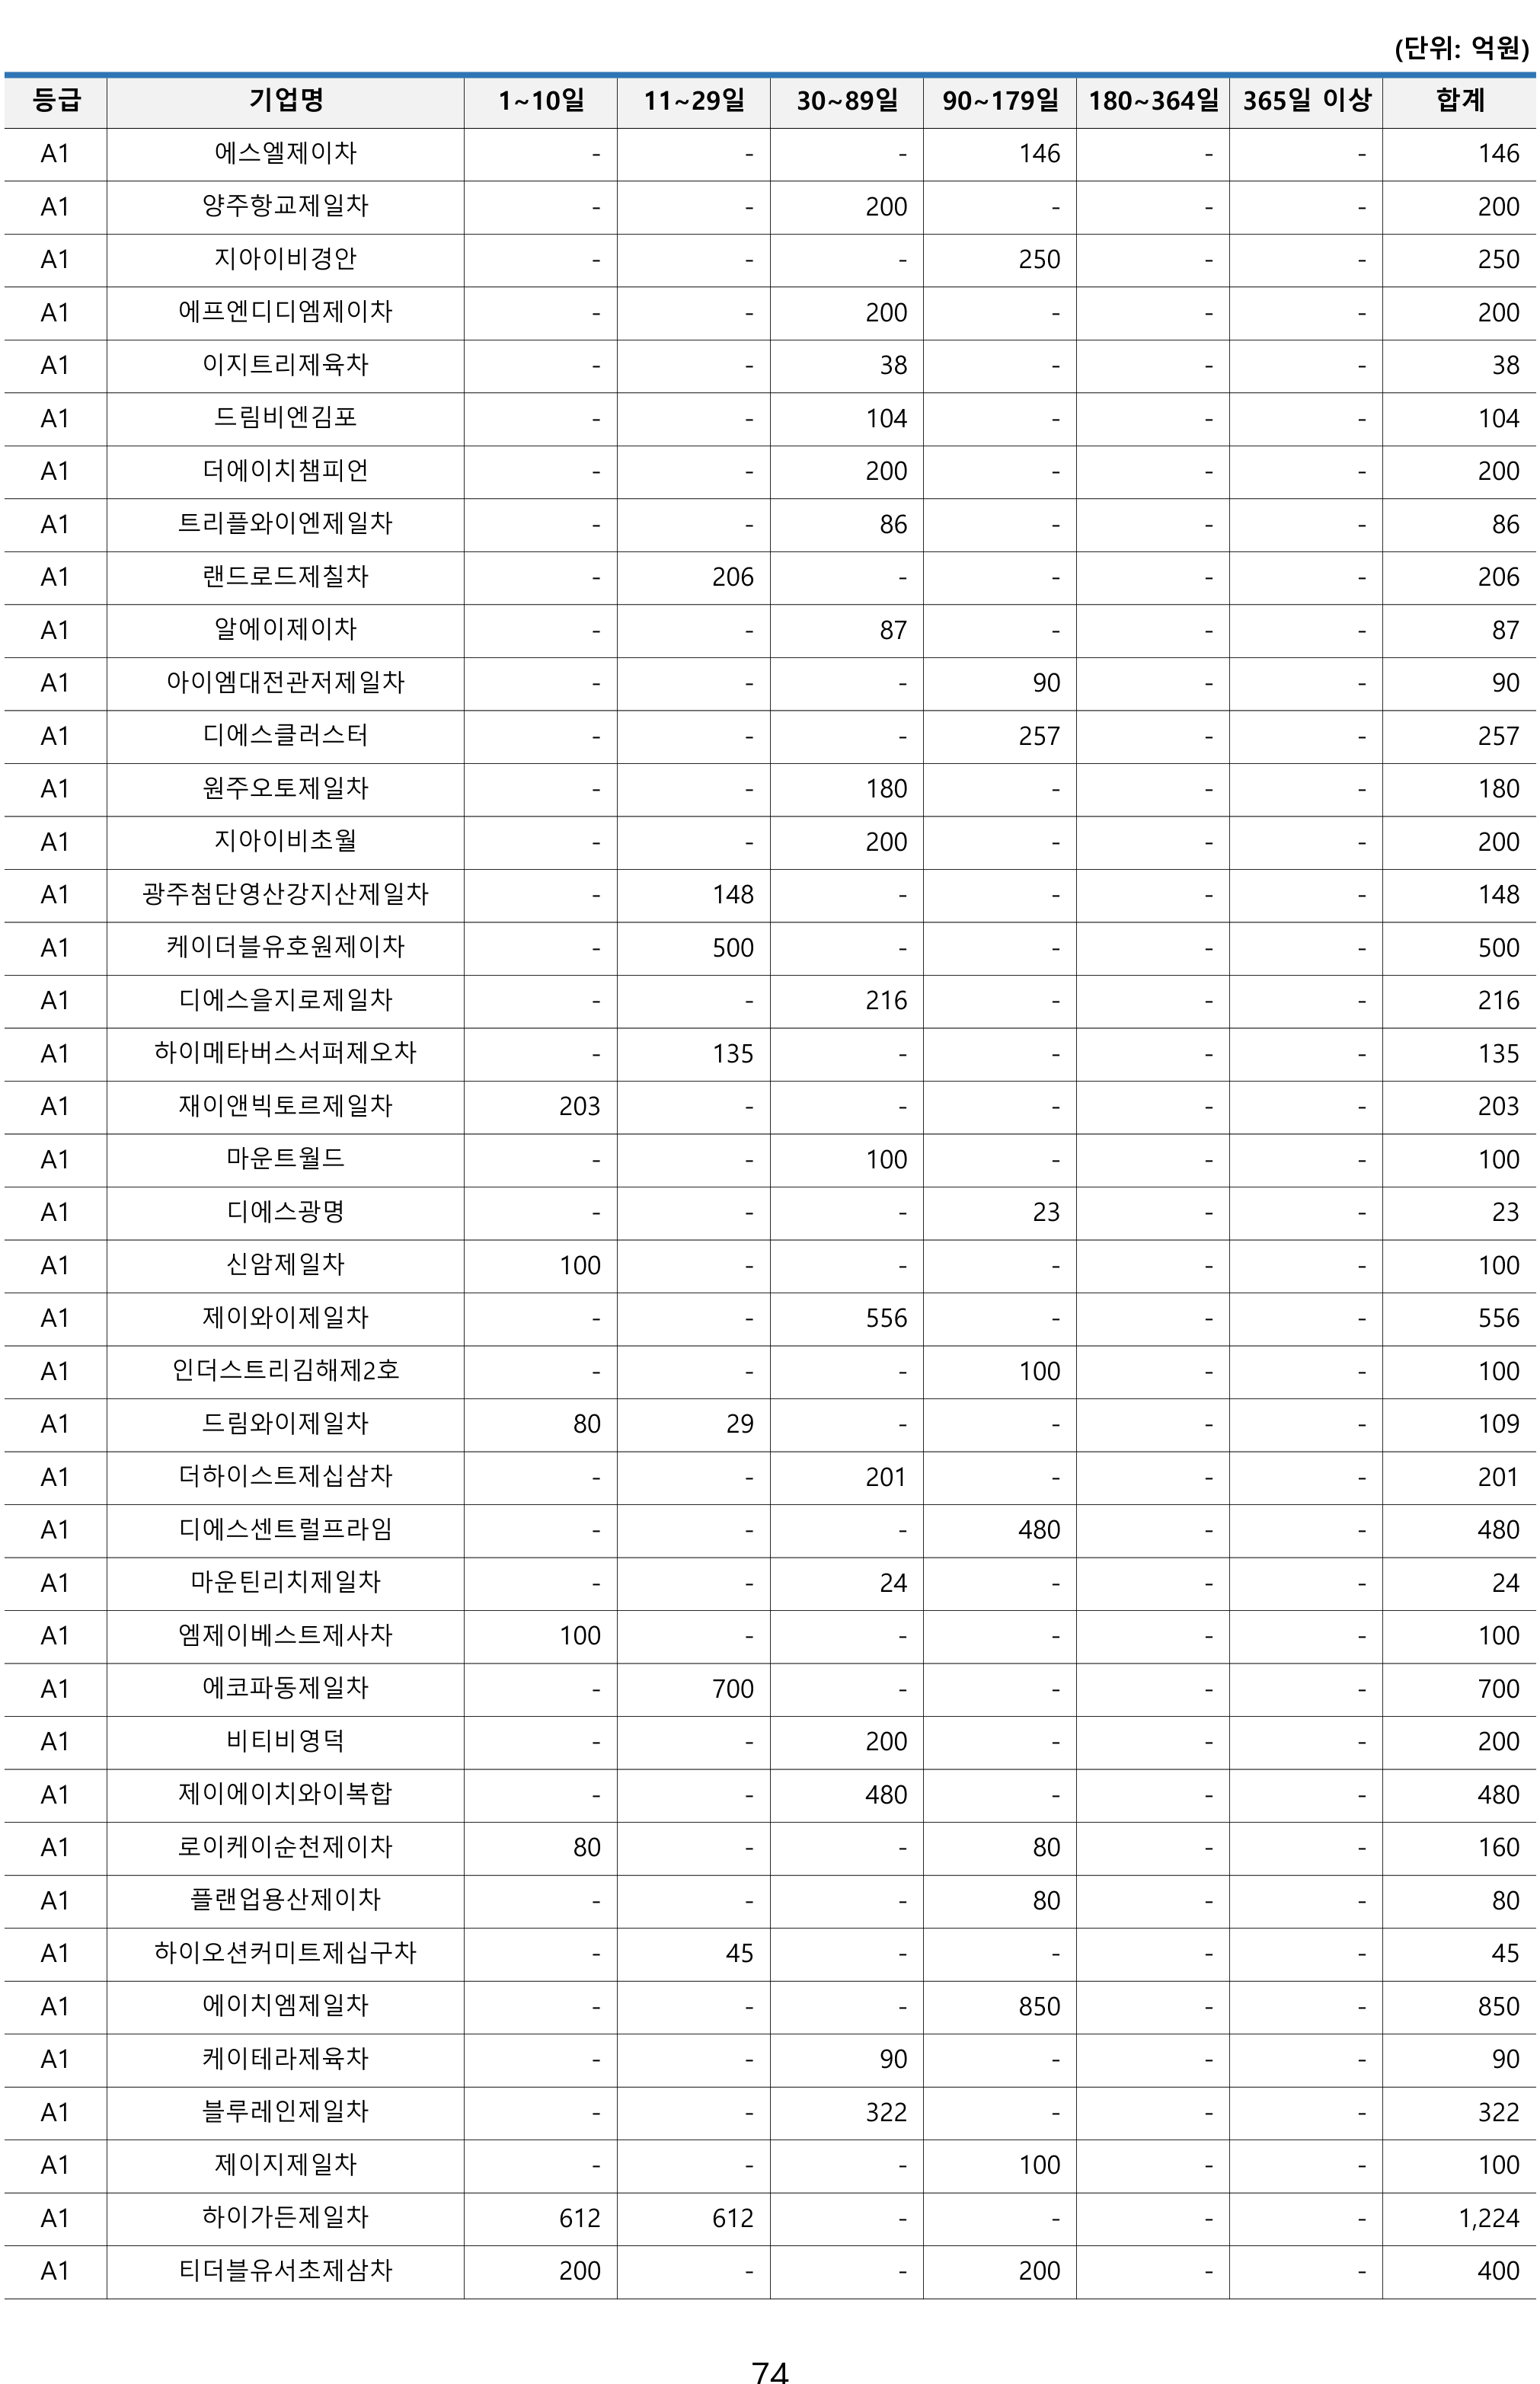 (단위: 억원)
등급 기업명 1~10일 11~29일 30~89일 90~179일 180~364일 365일 이상 합계
A1 에스엘제이차 - - - 146 - - 146
A1 양주항교제일차 - - 200 - - - 200
A1 지아이비경안 - - - 250 - - 250
A1 에프엔디디엠제이차 - - 200 - - - 200
A1 이지트리제육차 - - 38 - - - 38
A1 드림비엔김포 - - 104 - - - 104
A1 더에이치챔피언 - - 200 - - - 200
A1 트리플와이엔제일차 - - 86 - - - 86
A1 랜드로드제칠차 - 206 - - - - 206
A1 알에이제이차 - - 87 - - - 87
A1 아이엠대전관저제일차 - - - 90 - - 90
A1 디에스클러스터 - - - 257 - - 257
A1 원주오토제일차 - - 180 - - - 180
A1 지아이비초월 - - 200 - - - 200
A1 광주첨단영산강지산제일차 - 148 - - - - 148
A1 케이더블유호원제이차 - 500 - - - - 500
A1 디에스을지로제일차 - - 216 - - - 216
A1 하이메타버스서퍼제오차 - 135 - - - - 135
A1 재이앤빅토르제일차 203 - - - - - 203
A1 마운트월드 - - 100 - - - 100
A1 디에스광명 - - - 23 - - 23
A1 신암제일차 100 - - - - - 100
A1 제이와이제일차 - - 556 - - - 556
A1 인더스트리김해제2호 - - - 100 - - 100
A1 드림와이제일차 80 29 - - - - 109
A1 더하이스트제십삼차 - - 201 - - - 201
A1 디에스센트럴프라임 - - - 480 - - 480
A1 마운틴리치제일차 - - 24 - - - 24
A1 엠제이베스트제사차 100 - - - - - 100
A1 에코파동제일차 - 700 - - - - 700
A1 비티비영덕 - - 200 - - - 200
A1 제이에이치와이복합 - - 480 - - - 480
A1 로이케이순천제이차 80 - - 80 - - 160
A1 플랜업용산제이차 - - - 80 - - 80
A1 하이오션커미트제십구차 - 45 - - - - 45
A1 에이치엠제일차 - - - 850 - - 850
A1 케이테라제육차 - - 90 - - - 90
A1 블루레인제일차 - - 322 - - - 322
A1 제이지제일차 - - - 100 - - 100
A1 하이가든제일차 612 612 - - - - 1,224
A1 티더블유서초제삼차 200 - - 200 - - 400
74